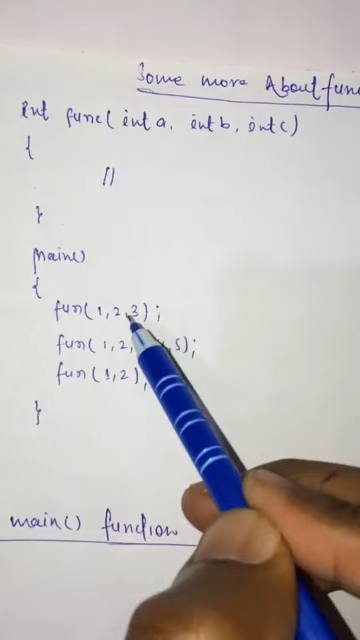 Some more About func
int func( int a, int b, int c)
{
//
}
main()
{
fun( 1, 2, 3) ;
fun( 1, 2, , 5) ;
fun( 1, 2) ,
}
main() function